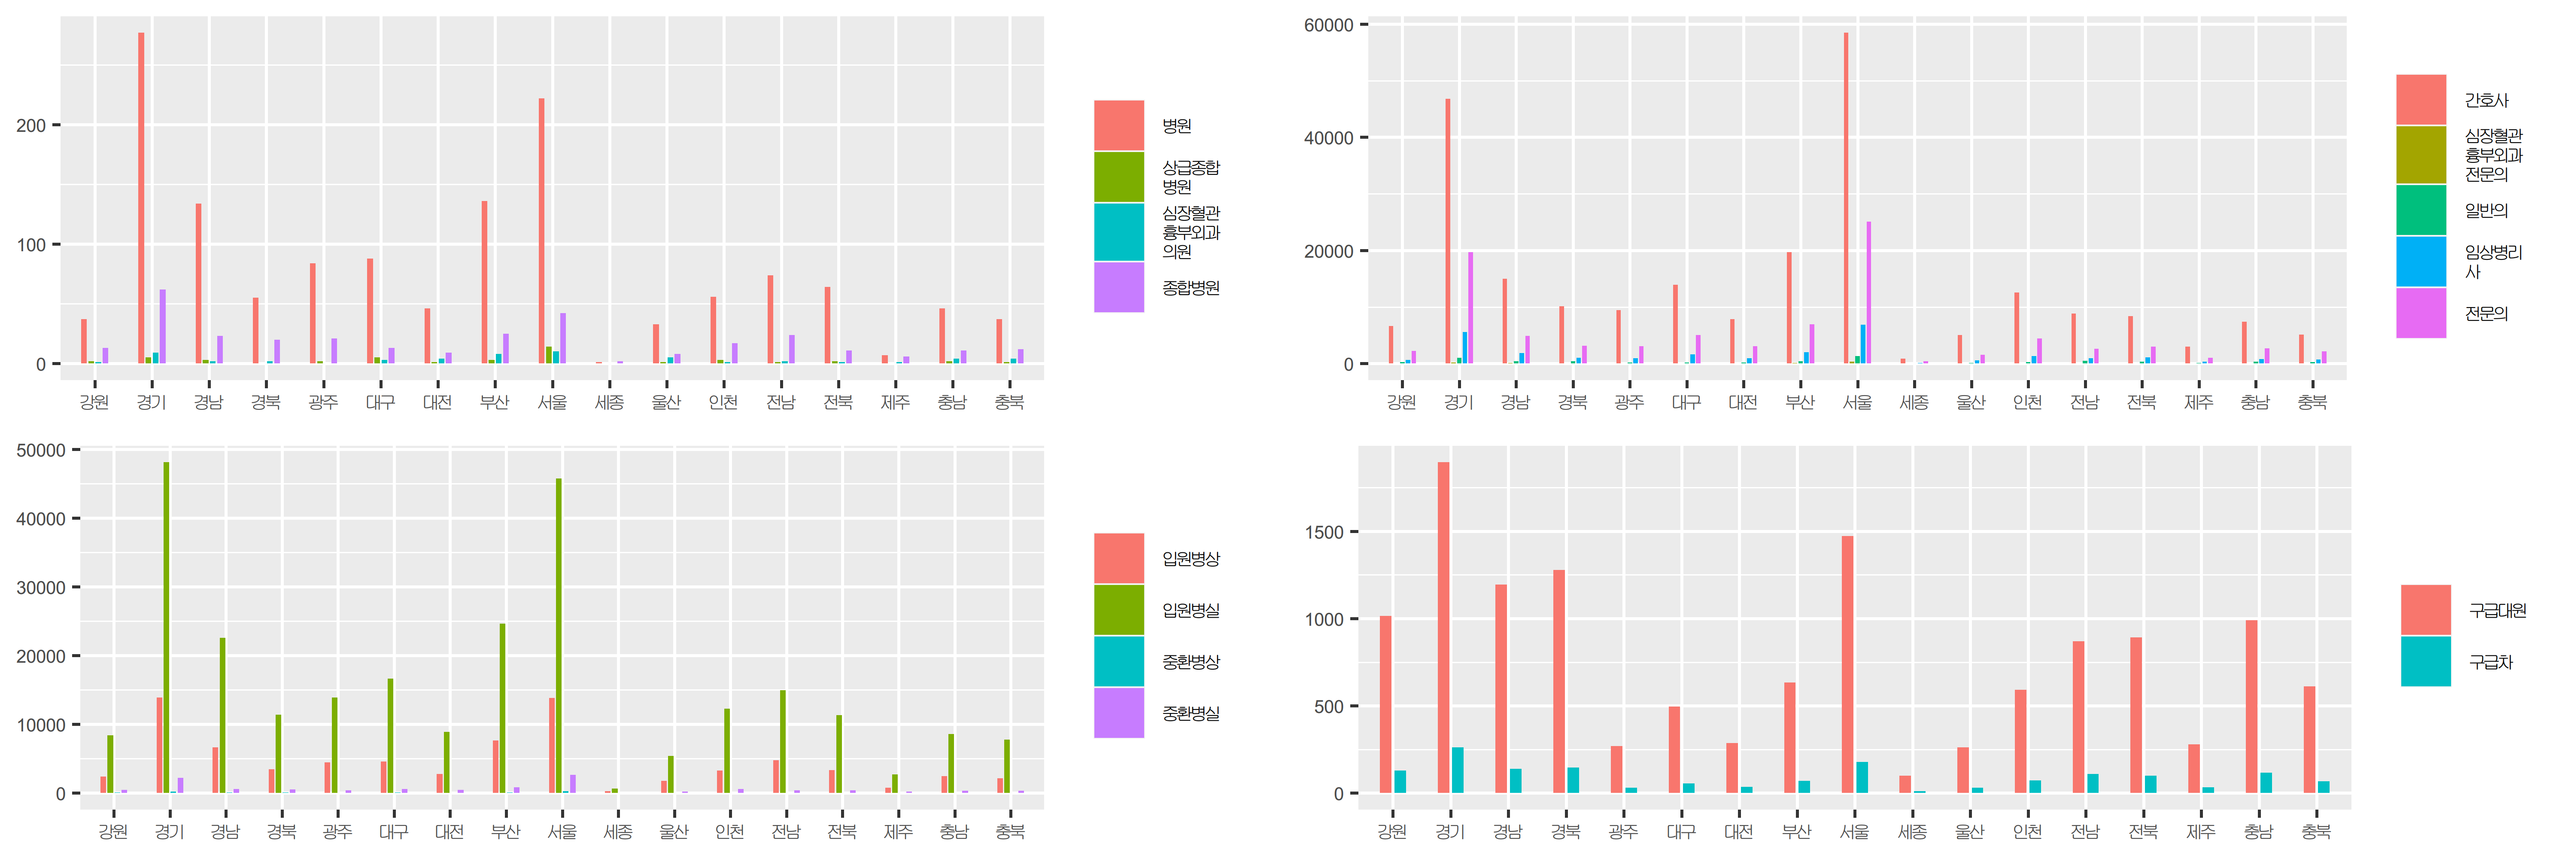 200
100
0
강원 경기 경남 경북 광주 대구 대전 부산 서울 세종 울산 인천 전남 전북 제주 충남 충북
병원
상급종합
병원
심장혈관
흉부외과
의원
종합병원
60000
40000
20000
0
강원 경기 경남 경북 광주 대구 대전 부산 서울 세종 울산 인천 전남 전북 제주 충남 충북
간호사
심장혈관
흉부외과
전문의
일반의
임상병리
사
전문의
50000
40000
30000
20000
10000
0
강원 경기 경남 경북 광주 대구 대전 부산 서울 세종 울산 인천 전남 전북 제주 충남 충북
입원병상
입원병실
중환병상
중환병실
1500
1000
500
0
강원 경기 경남 경북 광주 대구 대전 부산 서울 세종 울산 인천 전남 전북 제주 충남 충북
구급대원
구급차